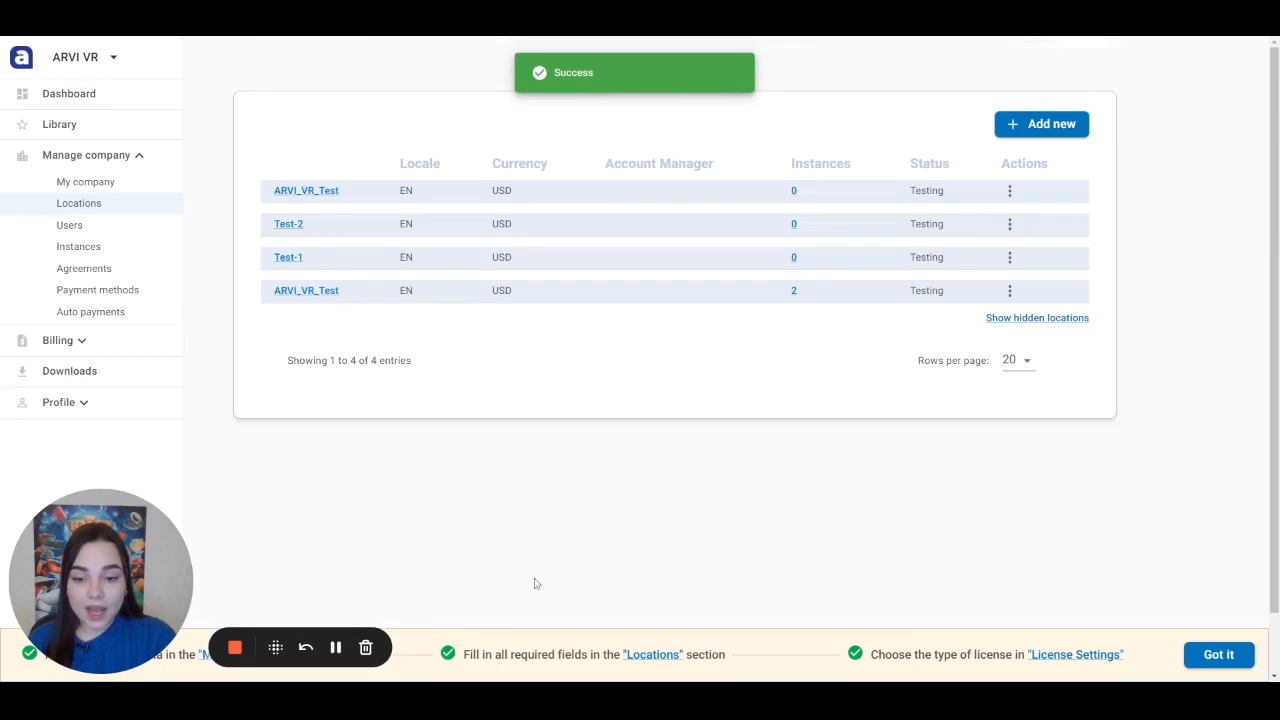 a ARVI VR
Success
Dashboard
Library
Manage company
My company
Locations
Users
Instances
Agreements
Payment methods
Auto payments
Billing
Downloads
Profile
+ Add new
Locale Currency Account Manager Instances Status Actions
ARVI_VR_Test EN USD 0 Testing
Test-2 EN USD 0 Testing
Test-1 EN USD 0 Testing
ARVI_VR_Test EN USD 2 Testing
Show hidden locations
Showing 1 to 4 of 4 entries
Rows per page: 20
in the
Fill in all required fields in the "Locations" section
Choose the type of license in "License Settings"
Got it